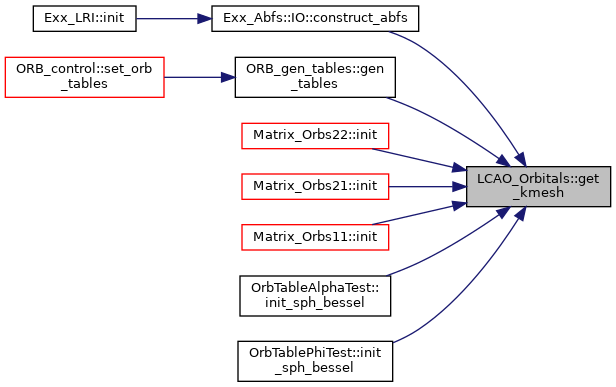 Exx_LRI::init
Exx_Abfs::IO::construct_abfs
ORB_control::set_orb
_tables
ORB_gen_tables::gen
_tables
Matrix_Orbs22::init
Matrix_Orbs21::init
Matrix_Orbs11::init
LCAO_Orbitals::get
_kmesh
OrbTableAlphaTest::
init_sph_bessel
OrbTablePhiTest::init
_sph_bessel